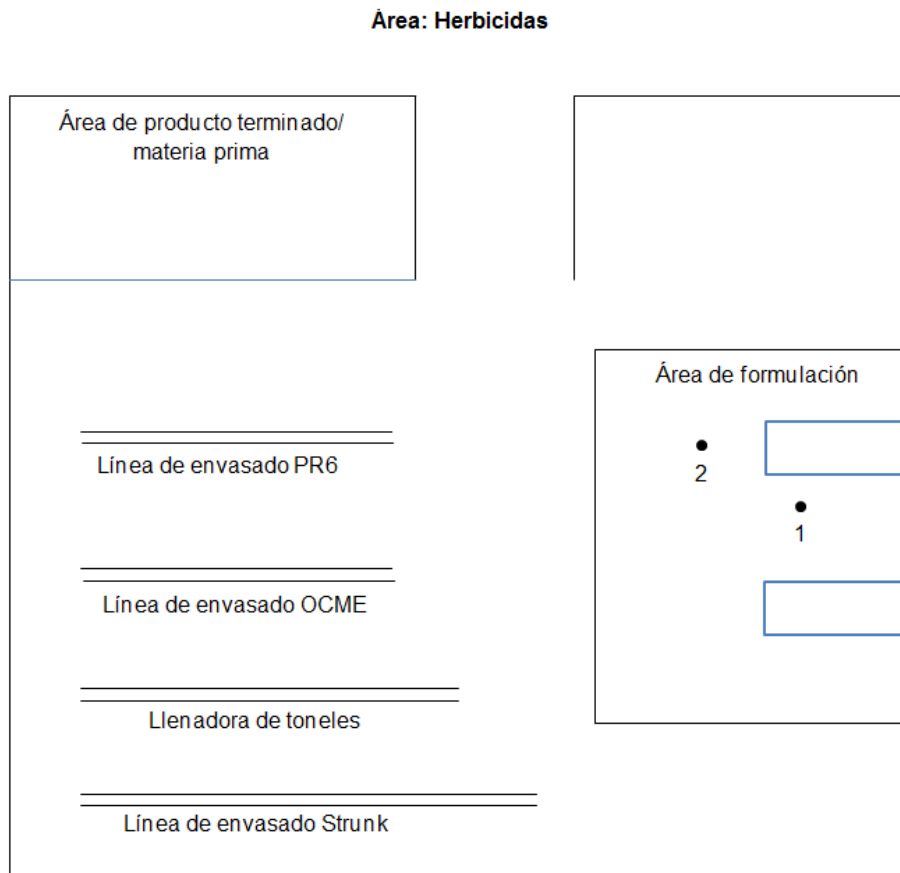 Área: Herbicidas
Área de producto terminado/
materia prima
Área de formulación
2
1
Línea de envasado PR6
Línea de envasado OCME
Llenadora de toneles
Línea de envasado Strunk